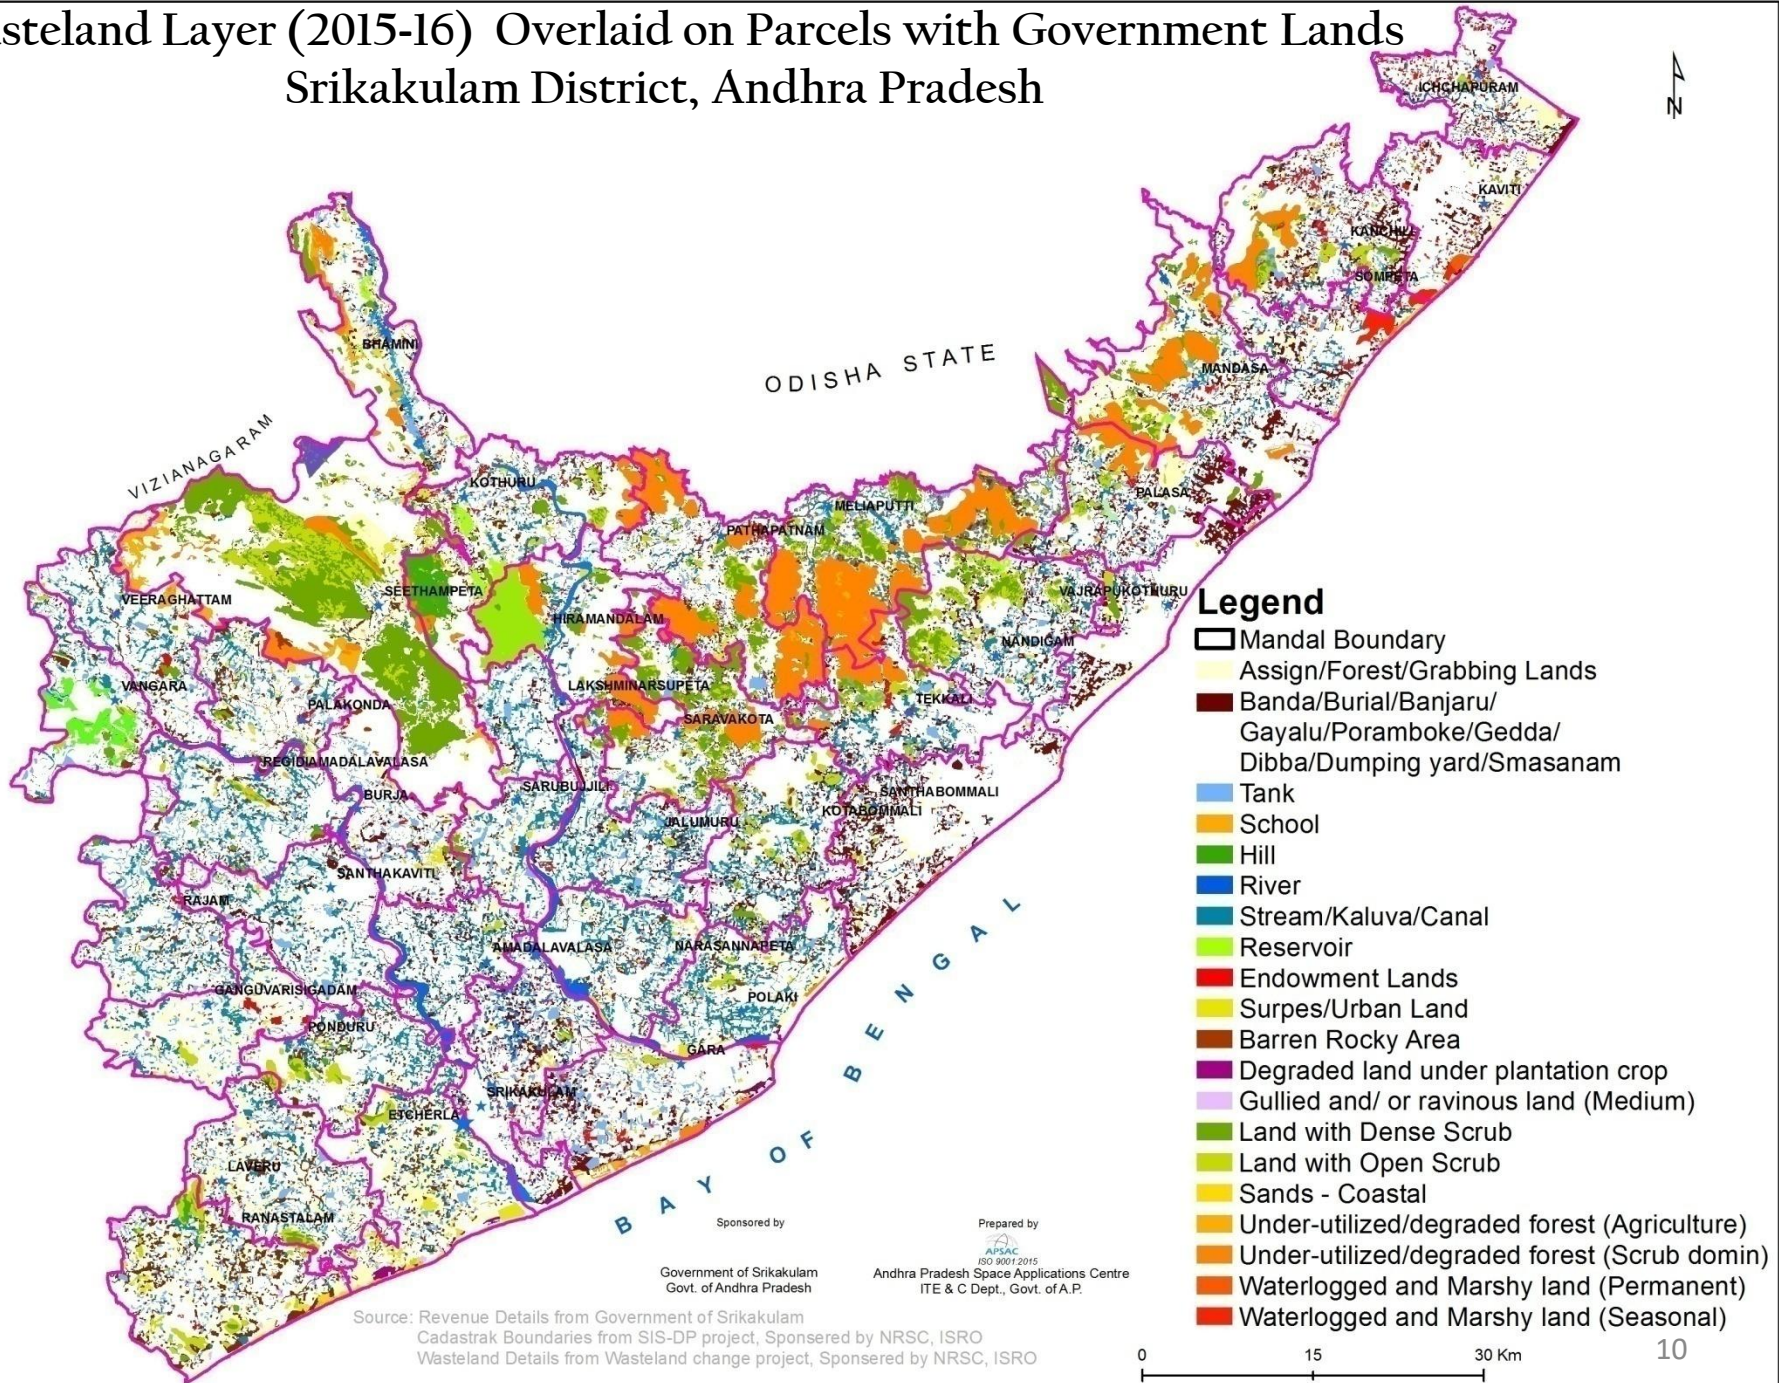 steland Layer (2015-16) Overlaid on Parcels with Government Lands
Srikakulam District, Andhra Pradesh
N
ICHCHAPURAM
KAVITI
KANCHILI
SOMPETA
BHAMINI
ODISHA STATE
MANDASA
VIZIANAGARAM
KOTHURU
PALASA
MELIAPUTTI
PATHAPATNAM
SEETHAMPETA
VAJRAPUKOTHURU
VEERAGHATTAM
HIRAMANDALAM
NANDIGAM
VANGARA
LAKSHMINARSUPETA
TEKKALI
PALAKONDA
SARAVAKOTA
REGIDIAMADALAVALASA
SARUBUJJILI
BURJA
SANTHABOMMALI
KOTABOMMALI
JALUMURU
SANTHAKAVITI
RAJAM
AMADALAVALASA
NARASANNAPETA
GANGUVARISIGADAM
POLAKI
PONDURU
GARA
SRIKAKULAM
ETCHERLA
LAVERU
RANASTALAM
BAY OF BENGAL
Legend
Mandal Boundary
Assign/Forest/Grabbing Lands
Banda/Burial/Banjaru/
Gayalu/Poramboke/Gedda/
Dibba/Dumping yard/Smasanam
Tank
School
Hill
River
Stream/Kaluva/Canal
Reservoir
Endowment Lands
Surpes/Urban Land
Barren Rocky Area
Degraded land under plantation crop
Gullied and/ or ravinous land (Medium)
Land with Dense Scrub
Land with Open Scrub
Sands - Coastal
Under-utilized/degraded forest (Agriculture)
Under-utilized/degraded forest (Scrub domin)
Waterlogged and Marshy land (Permanent)
Waterlogged and Marshy land (Seasonal)
Sponsored by
Government of Srikakulam
Govt. of Andhra Pradesh
Prepared by
APSAC
ISO 9001:2015
Andhra Pradesh Space Applications Centre
ITE & C Dept., Govt. of A.P.
Source: Revenue Details from Government of Srikakulam
Cadastrak Boundaries from SIS-DP project, Sponsered by NRSC, ISRO
Wasteland Details from Wasteland change project, Sponsered by NRSC, ISRO
0 15 30 Km
10